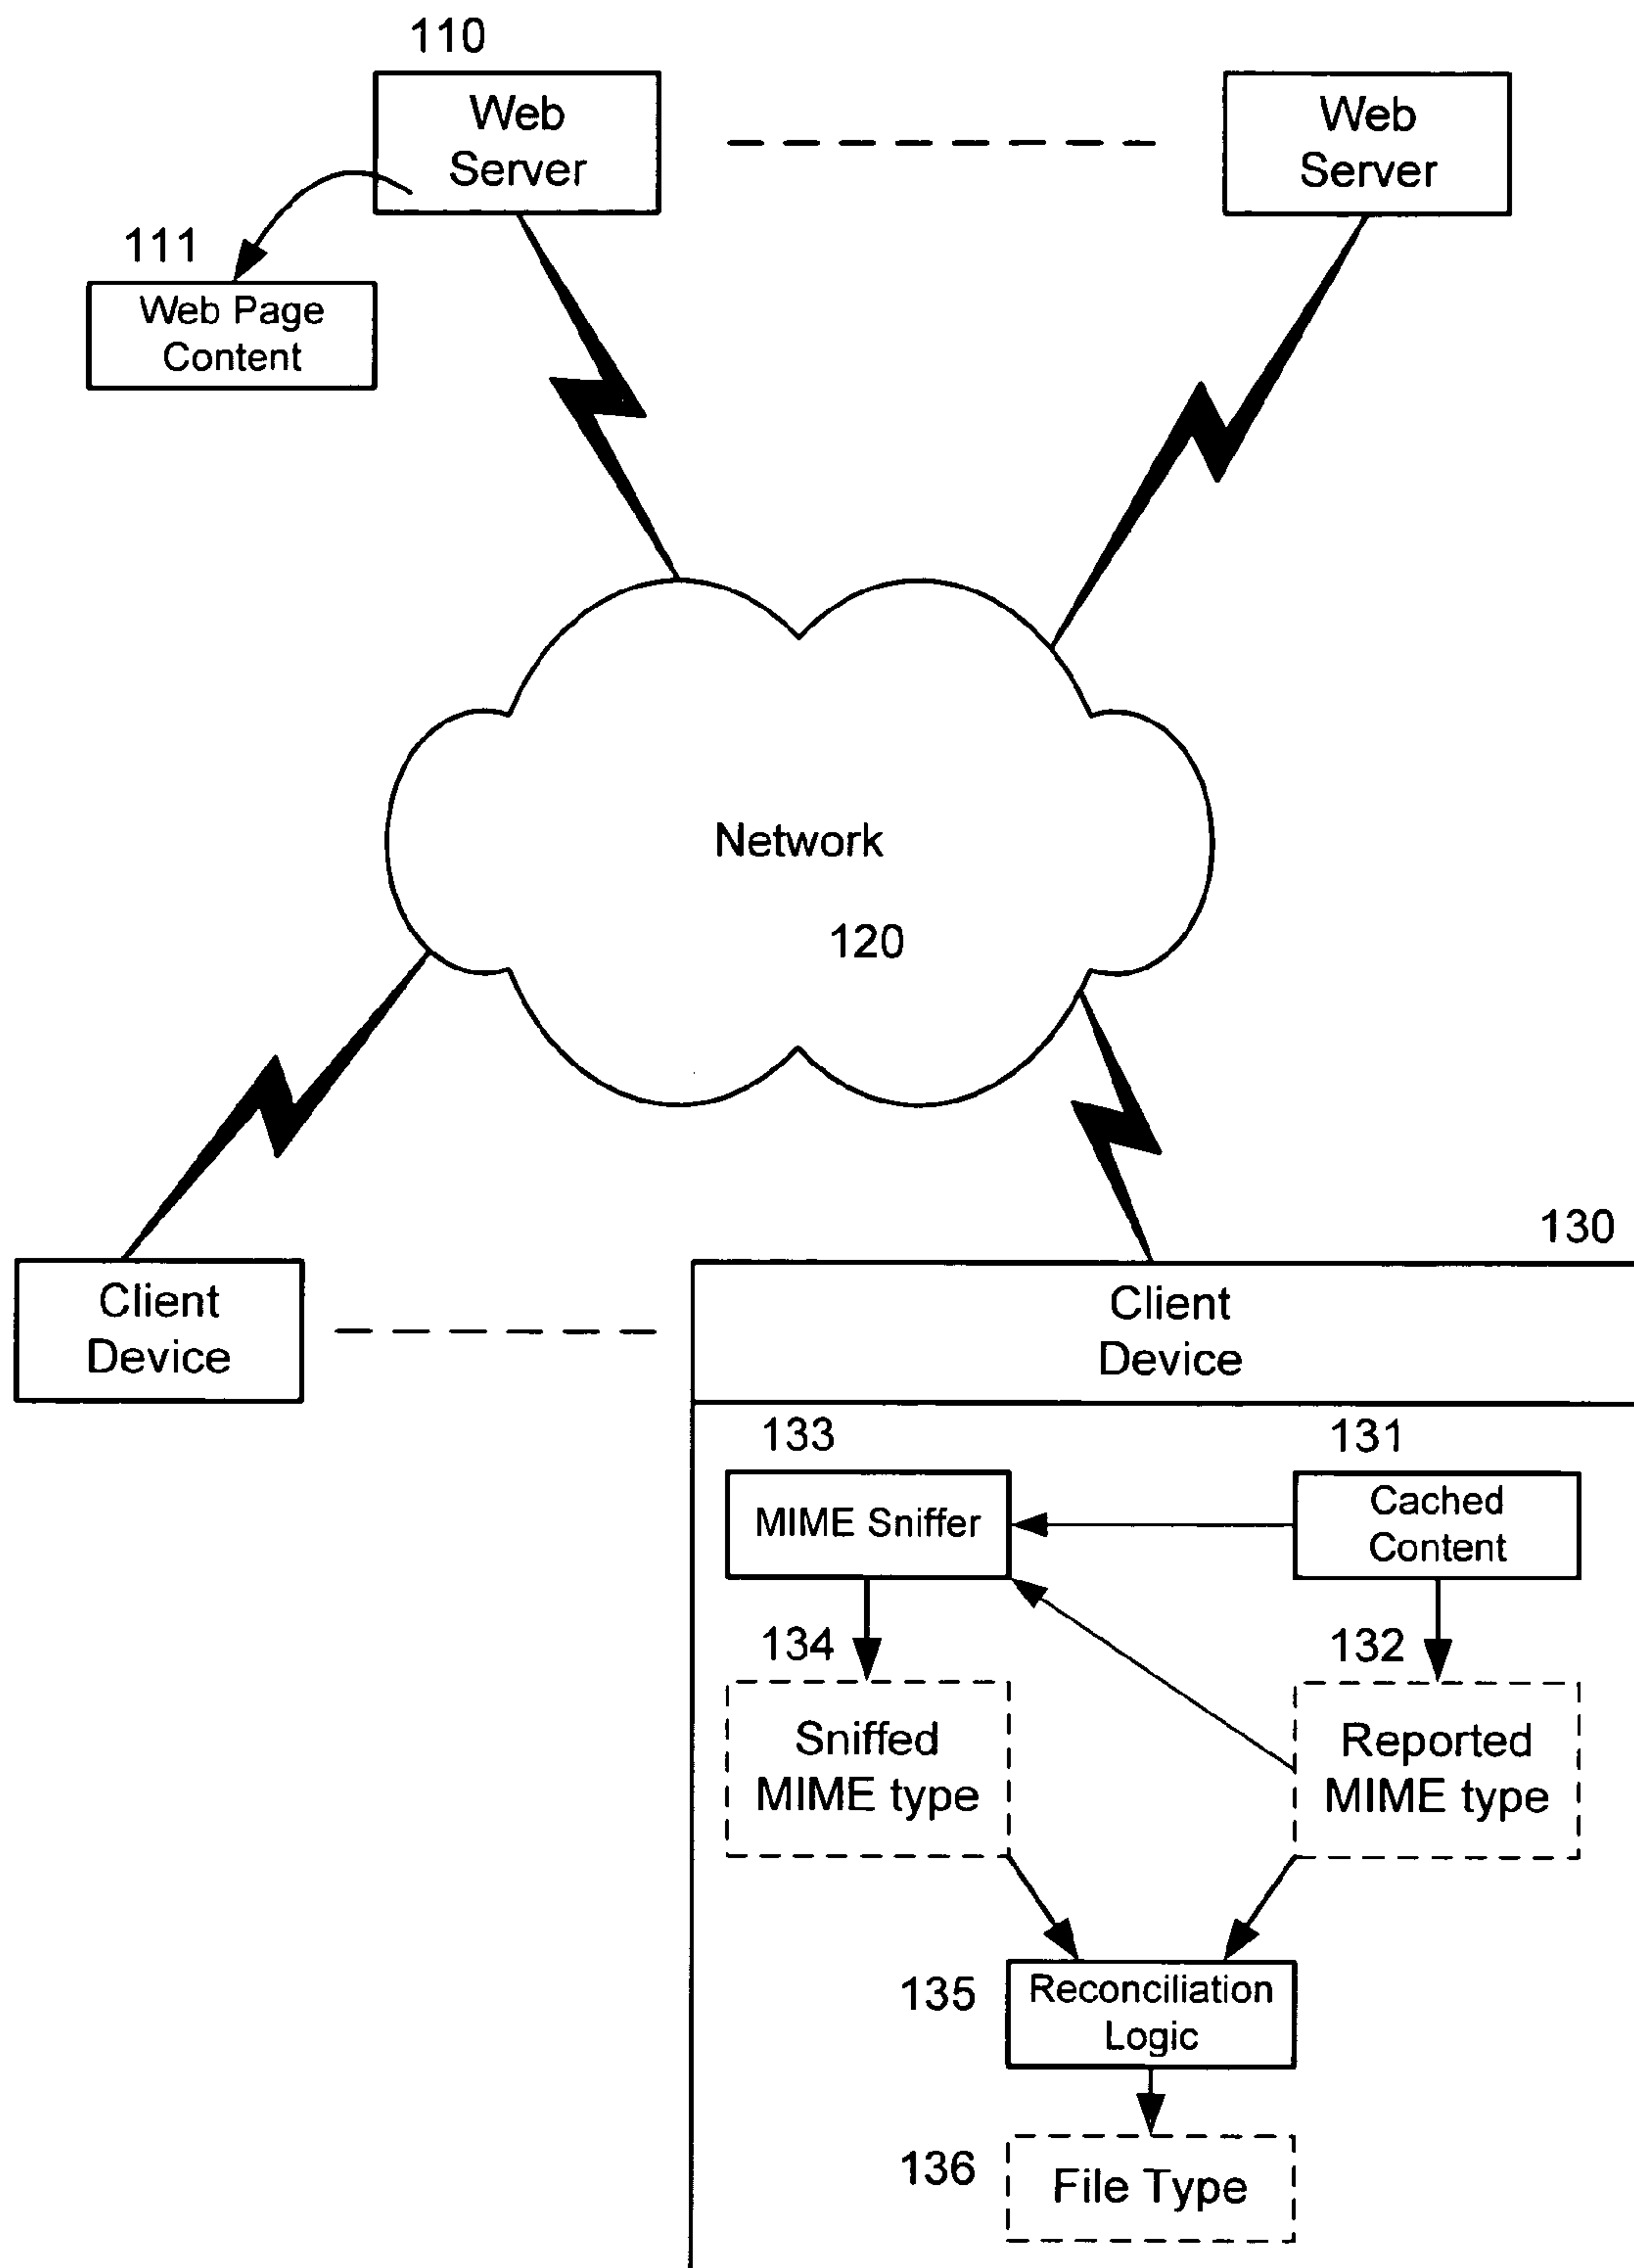 110
Web
Server
Web
Server
111
Web Page
Content
Network
120
130
Client
Device
Client
Device
133
131
MIME Sniffer
Cached
Content
134
132
Sniffed
MIME type
Reported
MIME type
135
Reconciliation
Logic
136
File Type